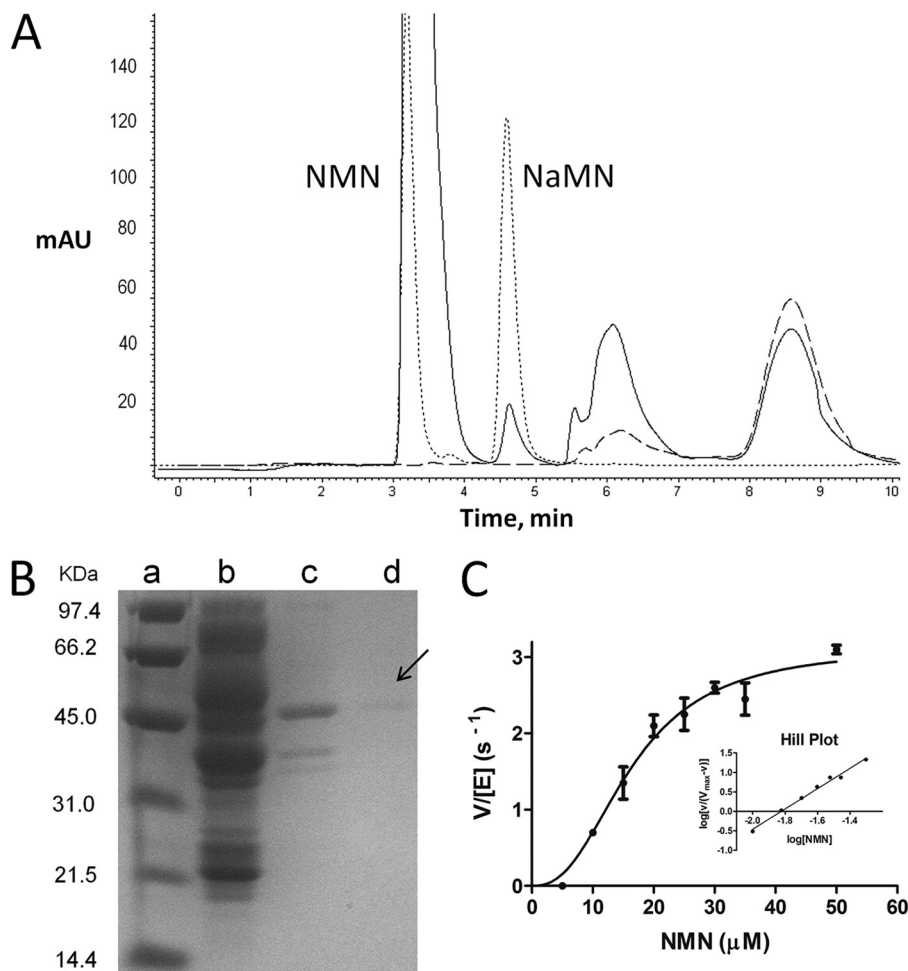 A
140
120
100
80
60
40
20
mAU
NMN
NaMN
0 1 2 3 4 5 6 7 8 9 10
Time, min
B
KDa a b c d
97.4
66.2
45.0
31.0
21.5
14.4
C
V/[E] (s⁻¹)
3
2
1
0
0 10 20 30 40 50 60
NMN (μM)
Hill Plot
log[v/(Vmax-v)]
1.5
1.0
0.5
0.0
-0.5
-1.0
-2.0 -1.8 -1.6 -1.4
log[NMN]